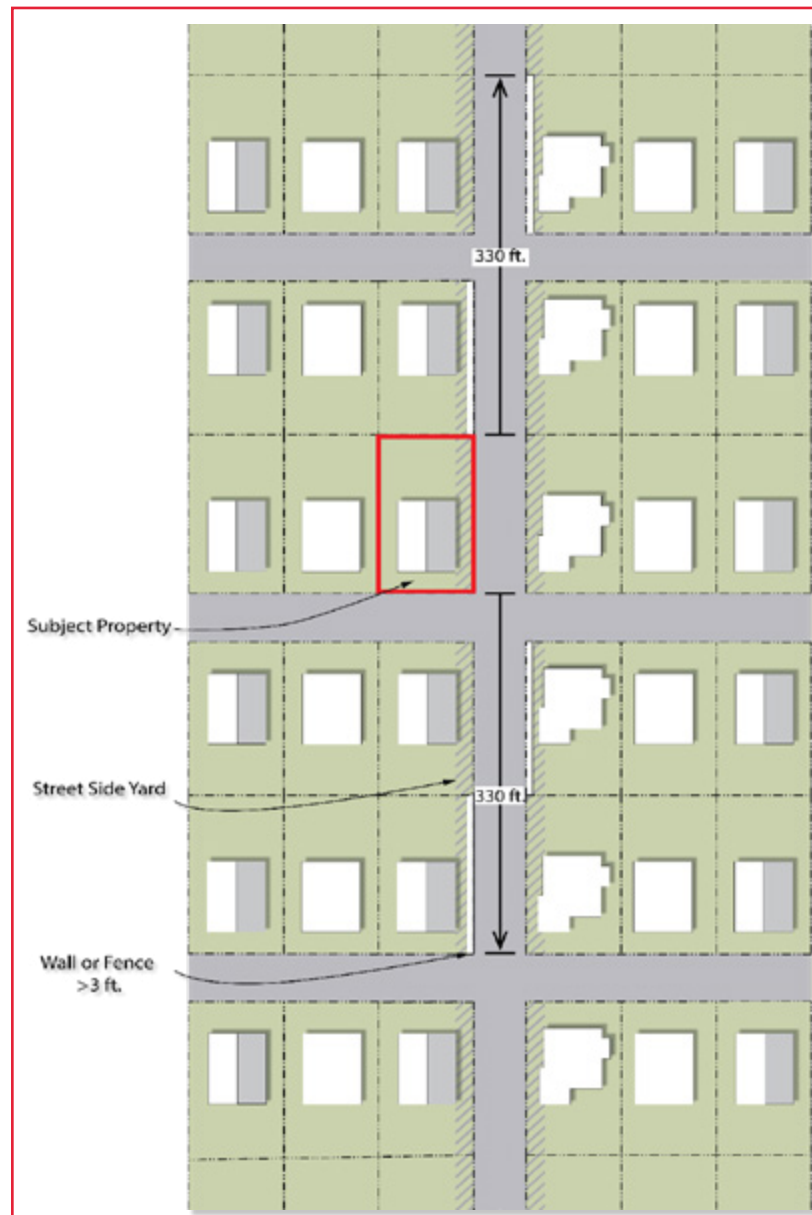 330 ft.
Subject Property
Street Side Yard
330 ft.
Wall or Fence
>3 ft.